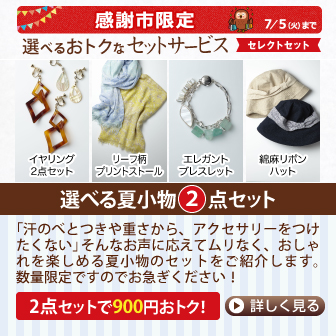 感謝市限定
7/5(火)まで
選べるおトクなセットサービス
セレクトセット
イヤリング
2点セット
リーフ柄
プリントストール
エレガント
ブレスレット
綿麻リボン
ハット
選べる夏小物2点セット
「汗のべとつきや重さから、アクセサリーをつけ
たくない」そんなお声に応えてムリなく、おしゃ
れを楽しめる夏小物のセットをご紹介します。
数量限定ですのでお急ぎください！
2点セットで900円おトク!
詳しく見る